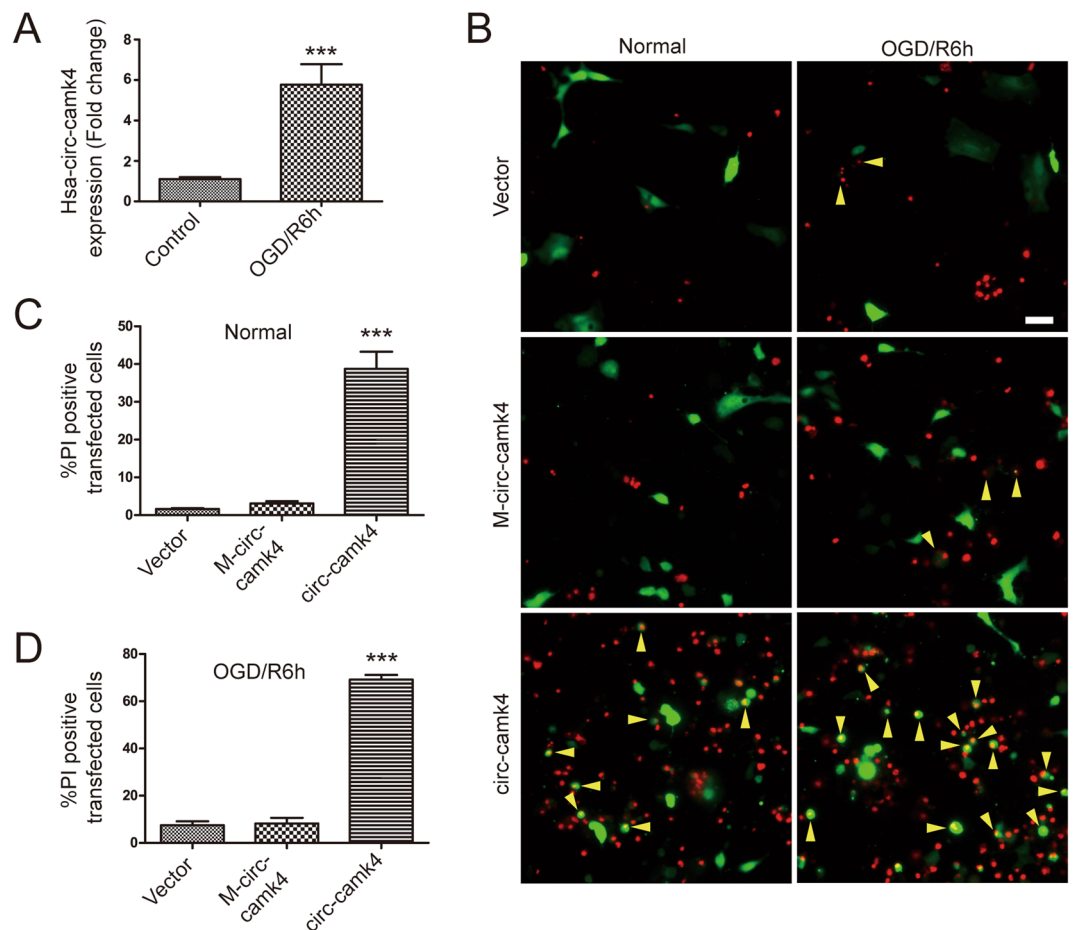 A
Hsa-circ-camk4
expression (Fold change)
8
6
4
2
0
***
Control
OGD/R6h
B
Normal
OGD/R6h
Vector
M-circ-camk4
circ-camk4
C
%PI positive
transfected cells
50
40
30
20
10
0
Normal
***
Vector
M-circ-
camk4
circ-camk4
D
%PI positive
transfected cells
80
60
40
20
0
OGD/R6h
***
Vector
M-circ-
camk4
circ-camk4